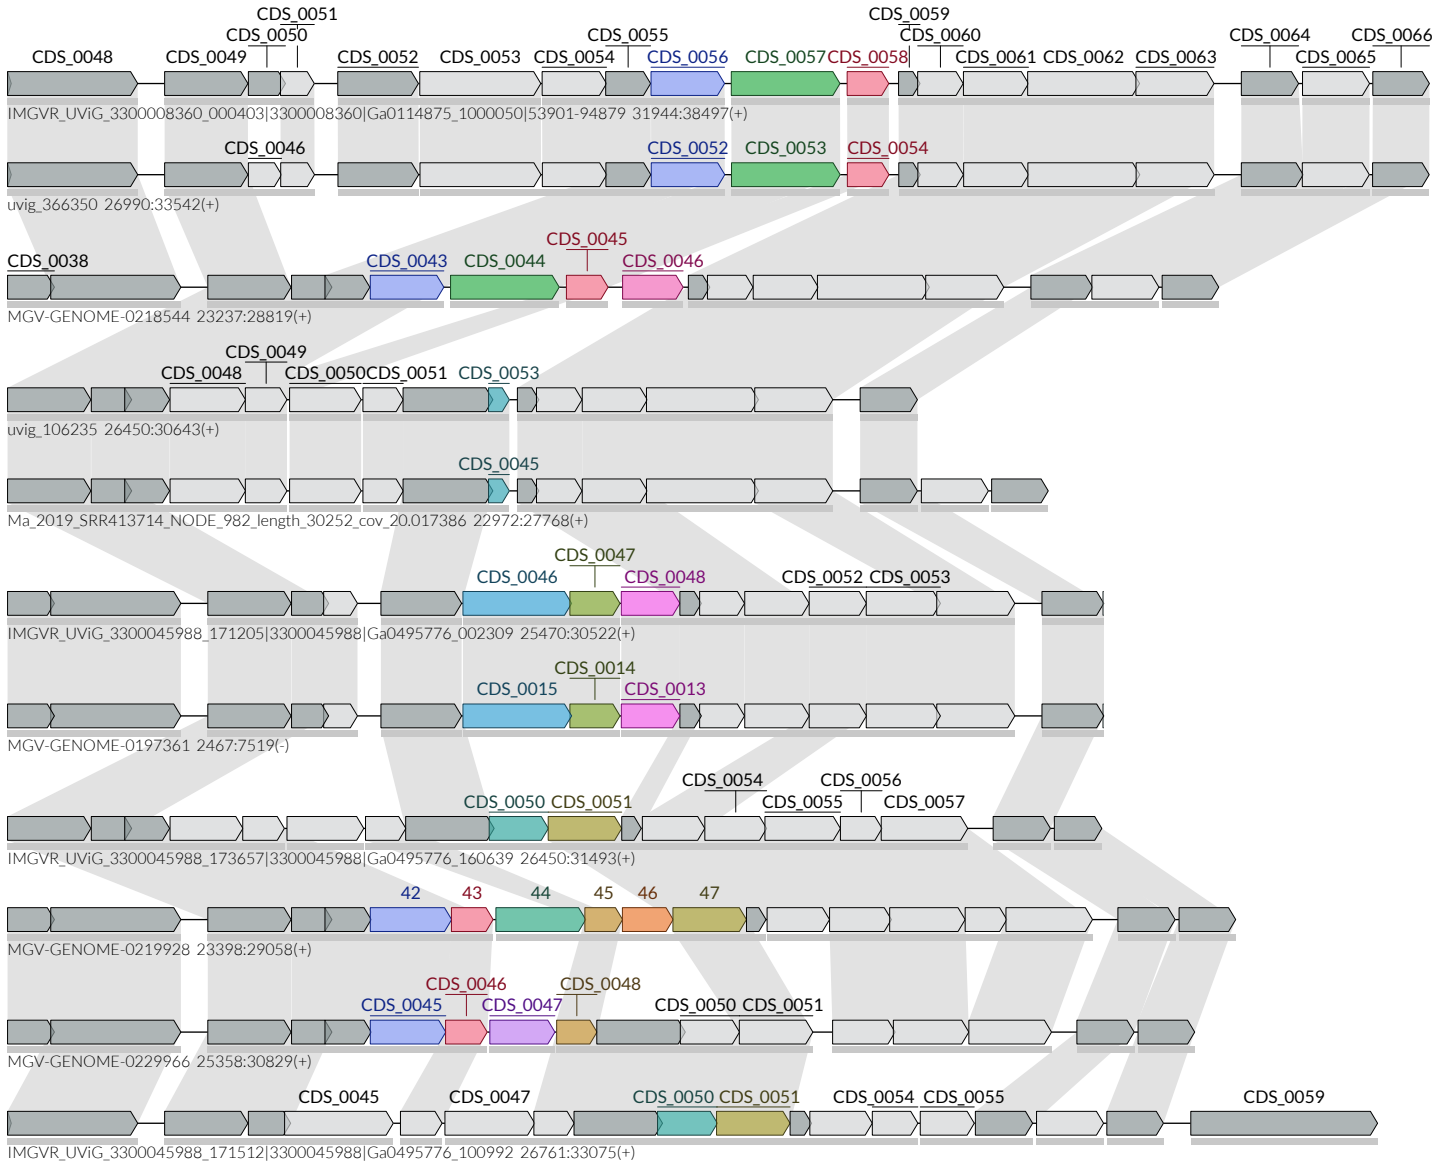 CDS_0051
CDS_0059
CDS_0050 CDS_0055 CDS_0060 CDS_0064 CDS_0066
CDS_0048 CDS_0049 CDS_0052 CDS_0053 CDS_0054 CDS_0056 CDS_0057 CDS_0058 CDS_0061 CDS_0062 CDS_0063 CDS_0065
IMGVR_UViG_3300008360_000403|3300008360|Ga0114875_1000050|53901-94879 31944:38497(+)
CDS_0046 CDS_0052 CDS_0053 CDS_0054
uvig_366350 26990:33542(+)
CDS_0045
CDS_0038 CDS_0043 CDS_0044 CDS_0046
MGV-GENOME-0218544 23237:28819(+)
CDS_0049
CDS_0048 CDS_0050 CDS_0051 CDS_0053
uvig_106235 26450:30643(+)
CDS_0045
Ma_2019_SRR413714_NODE_982_length_30252_cov_20.017386 22972:27768(+)
CDS_0047
CDS_0046 CDS_0048 CDS_0052 CDS_0053
IMGVR_UViG_3300045988_171205|3300045988|Ga0495776_002309 25470:30522(+)
CDS_0014
CDS_0015 CDS_0013
MGV-GENOME-0197361 2467:7519(-)
CDS_0054 CDS_0056
CDS_0050 CDS_0051 CDS_0055 CDS_0057
IMGVR_UViG_3300045988_173657|3300045988|Ga0495776_160639 26450:31493(+)
42 43 44 45 46 47
MGV-GENOME-0219928 23398:29058(+)
CDS_0046 CDS_0048
CDS_0045 CDS_0047 CDS_0050 CDS_0051
MGV-GENOME-0229966 25358:30829(+)
CDS_0045 CDS_0047 CDS_0050 CDS_0051 CDS_0054 CDS_0055 CDS_0059
IMGVR_UViG_3300045988_171512|3300045988|Ga0495776_100992 26761:33075(+)